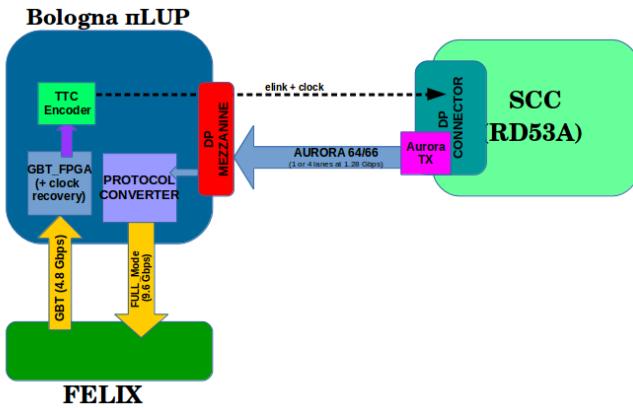 Bologna πLUP
TTC
Encoder
elink + clock
SCC
(RD53A)
DP
CONNECTOR
DP
MEZZANINE
Aurora
TX
AURORA 64/66
(1 or 4 lanes at 1.28 Gbps)
GBT_FPGA
(+ clock
recovery)
PROTOCOL
CONVERTER
GBT (4.8 Gbps)
FULL_Mode
(9.6 Gbps)
FELIX